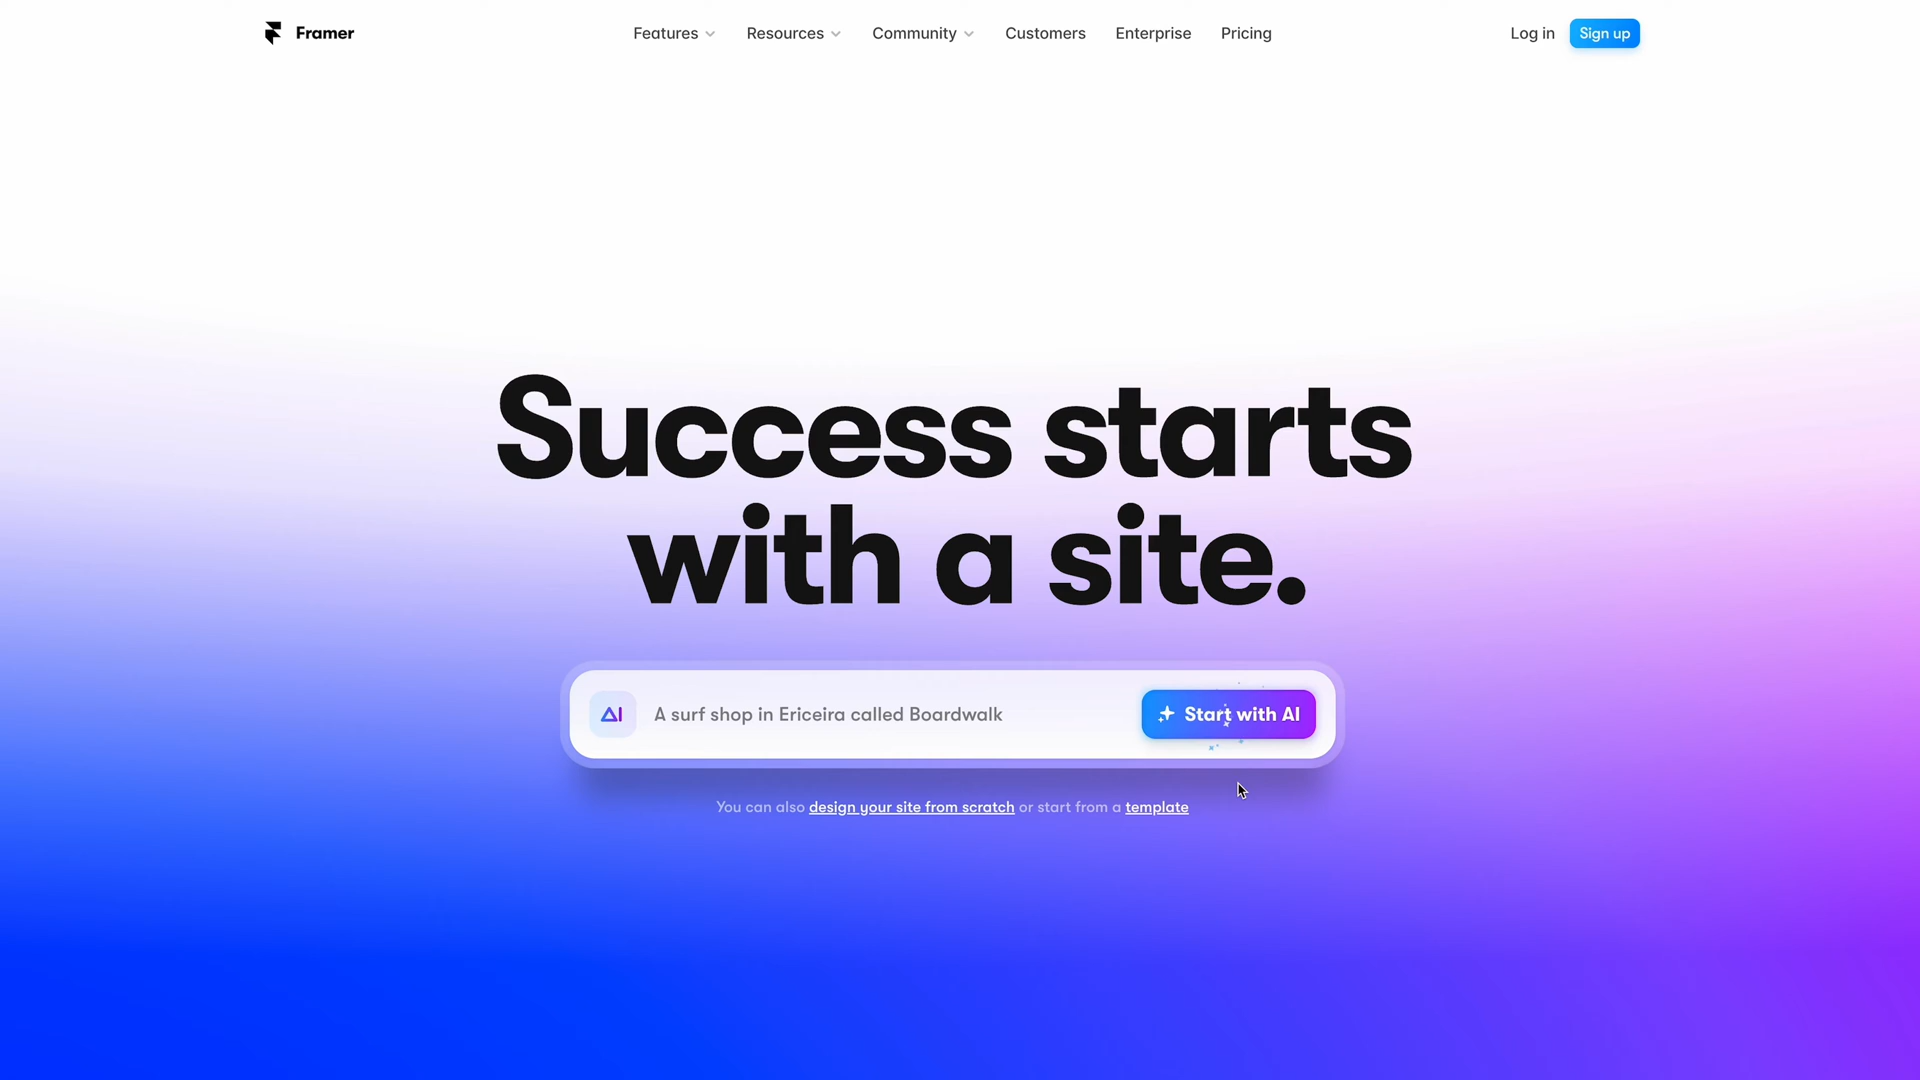 Framer
Features
Resources
Community
Customers
Enterprise
Pricing
Log in
Sign up
Success starts
with a site.
AI
A surf shop in Ericeira called Boardwalk
Start with AI
You can also design your site from scratch or start from a template